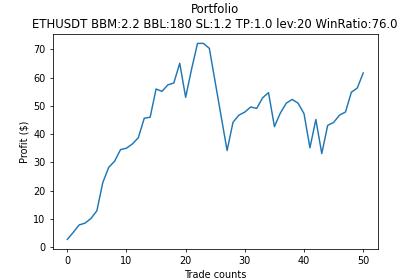 Portfolio
ETHUSDT BBM:2.2 BBL:180 SL:1.2 TP:1.0 lev:20 WinRatio:76.0
Profit ($)
70
60
50
40
30
20
10
0
0 10 20 30 40 50
Trade counts